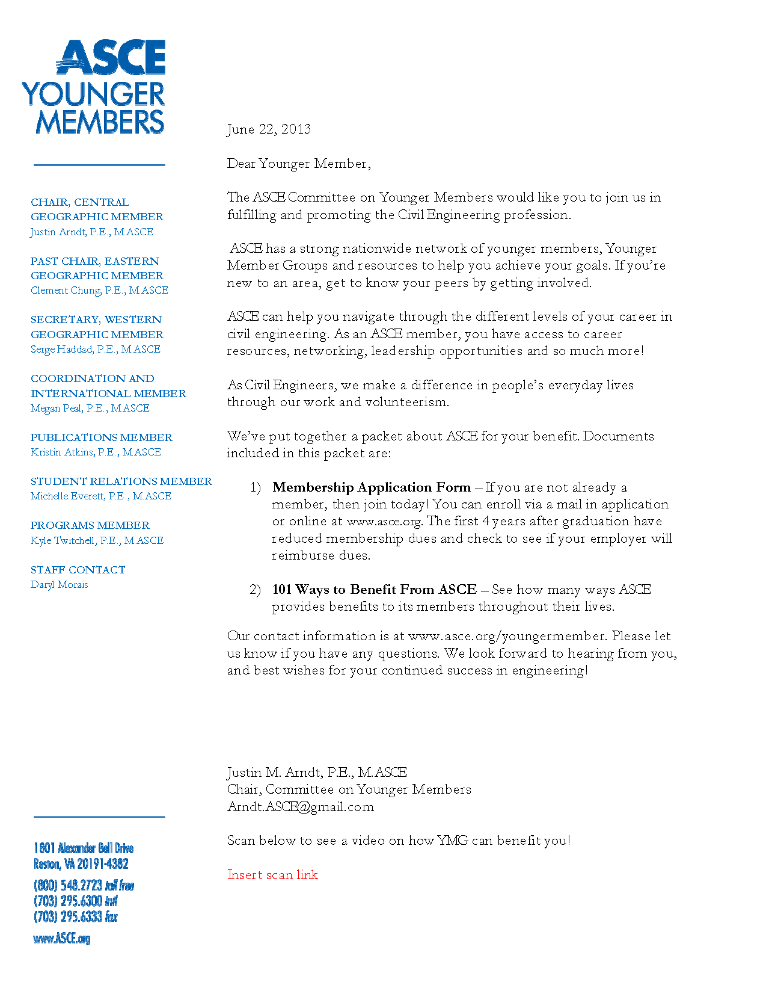 ASCE
YOUNGER
MEMBERS
CHAIR, CENTRAL
GEOGRAPHIC MEMBER
Justin Arndt, P.E., M.ASCE
PAST CHAIR, EASTERN
GEOGRAPHIC MEMBER
Clement Chung, P.E., M.ASCE
SECRETARY, WESTERN
GEOGRAPHIC MEMBER
Serge Haddad, P.E., M.ASCE
COORDINATION AND
INTERNATIONAL MEMBER
Megan Peal, P.E., M.ASCE
PUBLICATIONS MEMBER
Kristin Atkins, P.E., M.ASCE
STUDENT RELATIONS MEMBER
Michelle Everett, P.E., M.ASCE
PROGRAMS MEMBER
Kyle Twitchell, P.E., M.ASCE
STAFF CONTACT
Daryl Morais
1801 Alexander Bell Drive
Reston, VA 20191-4382
(800) 548.2723 toll free
(703) 295.6300 intl
(703) 295.6333 fax
www.ASCE.org
June 22, 2013
Dear Younger Member,
The ASCE Committee on Younger Members would like you to join us in
fulfilling and promoting the Civil Engineering profession.
ASCE has a strong nationwide network of younger members, Younger
Member Groups and resources to help you achieve your goals. If you’re
new to an area, get to know your peers by getting involved.
ASCE can help you navigate through the different levels of your career in
civil engineering. As an ASCE member, you have access to career
resources, networking, leadership opportunities and so much more!
As Civil Engineers, we make a difference in people’s everyday lives
through our work and volunteerism.
We’ve put together a packet about ASCE for your benefit. Documents
included in this packet are:
1) Membership Application Form – If you are not already a
member, then join today! You can enroll via a mail in application
or online at www.asce.org. The first 4 years after graduation have
reduced membership dues and check to see if your employer will
reimburse dues.
2) 101 Ways to Benefit From ASCE – See how many ways ASCE
provides benefits to its members throughout their lives.
Our contact information is at www.asce.org/youngermember. Please let
us know if you have any questions. We look forward to hearing from you,
and best wishes for your continued success in engineering!
Justin M. Arndt, P.E., M.ASCE
Chair, Committee on Younger Members
Arndt.ASCE@gmail.com
Scan below to see a video on how YMG can benefit you!
Insert scan link